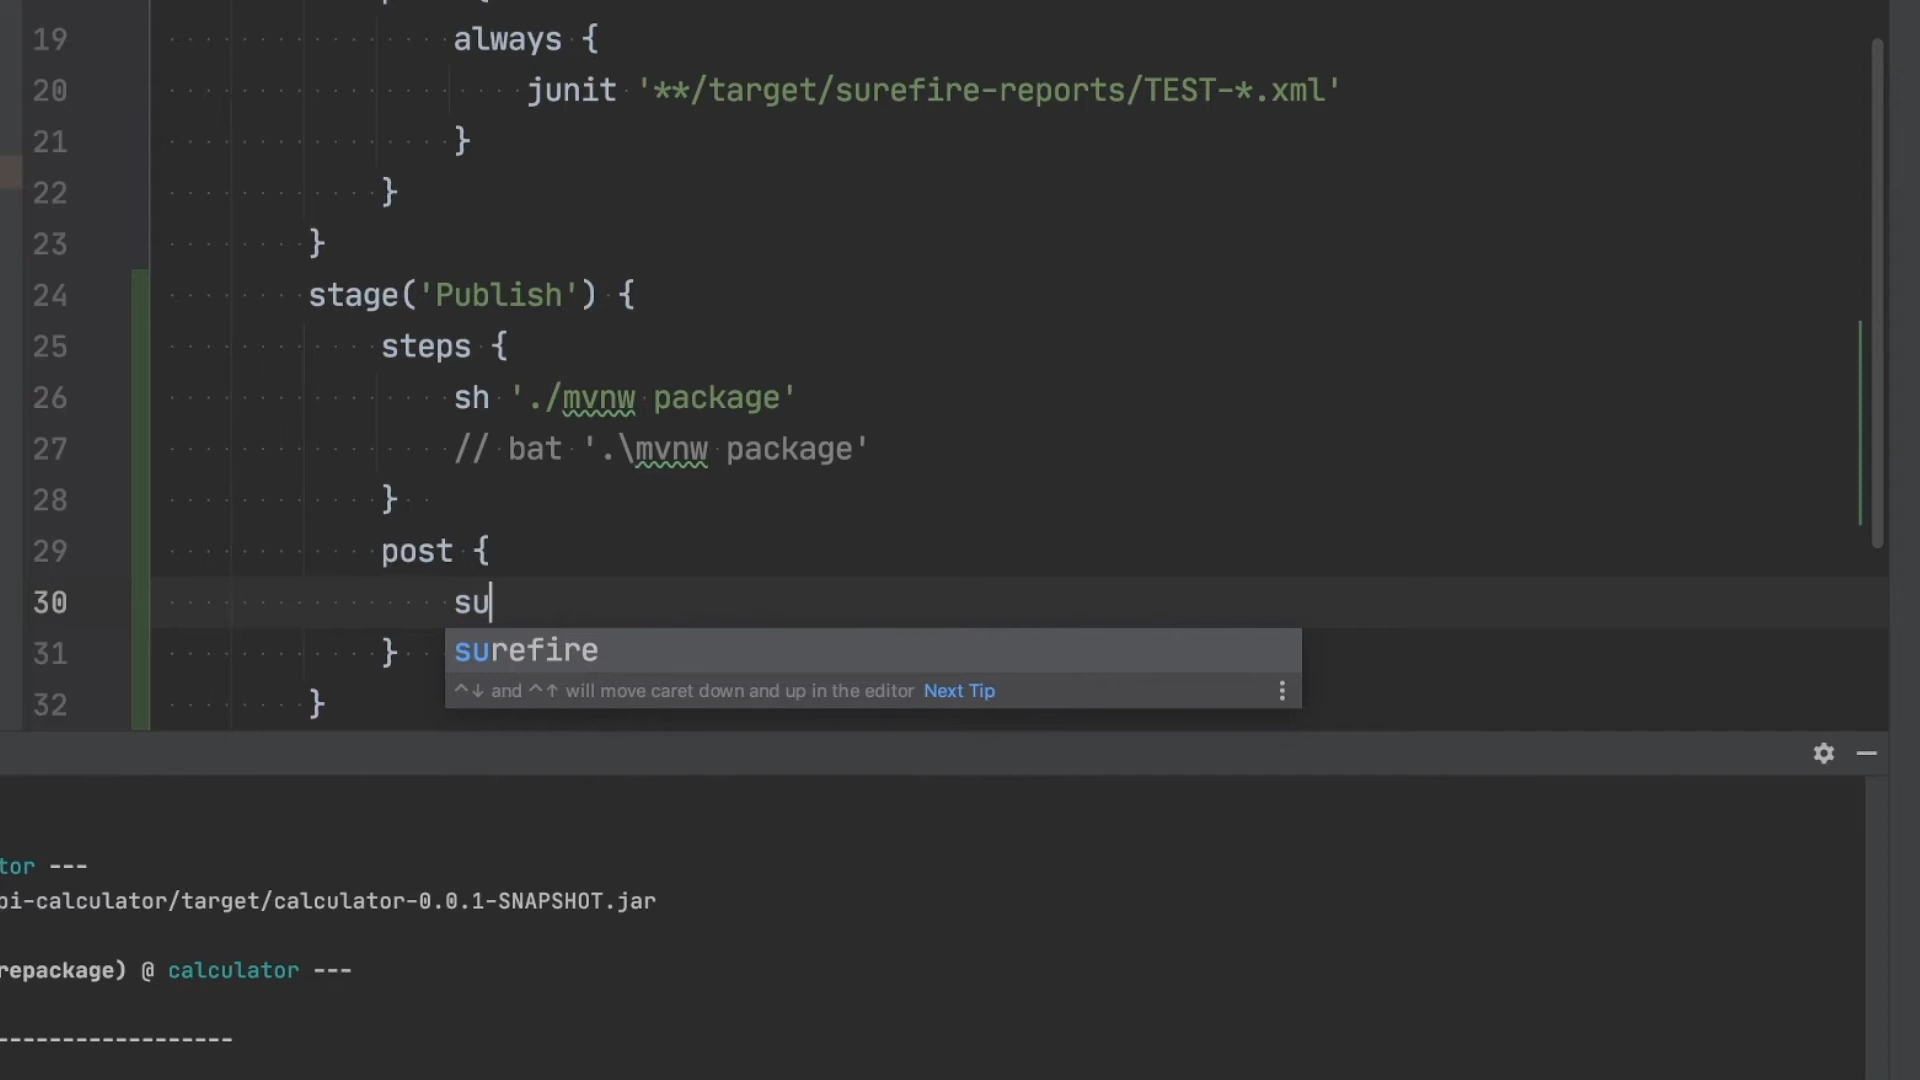 19 always {
20 junit '**/target/surefire-reports/TEST-*.xml'
21 }
22 }
23 }
24 stage('Publish') {
25 steps {
26 sh './mvnw package'
27 // bat '.\mvnw package'
28 }
29 post {
30 su
surefire
31 }
^↓ and ^↑ will move caret down and up in the editor Next Tip
32 }
tor ---
pi-calculator/target/calculator-0.0.1-SNAPSHOT.jar
repackage) @ calculator ---
------------------